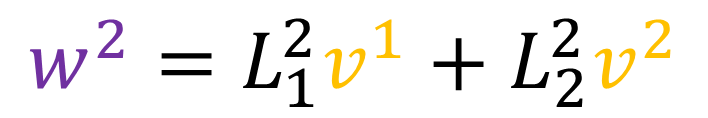 w² = L²₁v¹ + L²₂v²